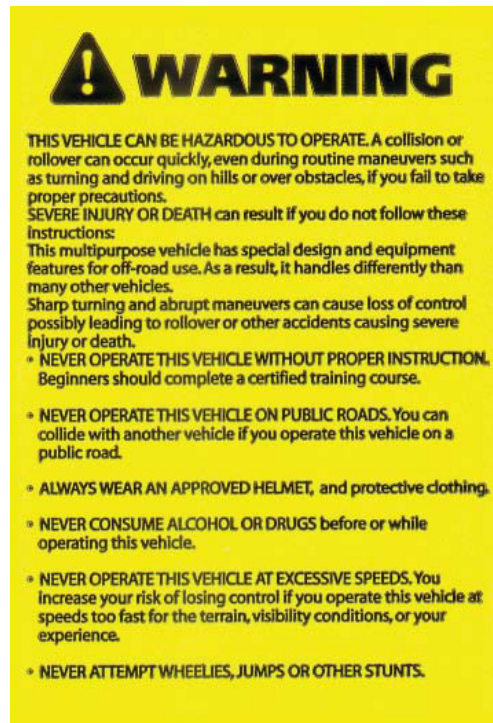 WARNING
THIS VEHICLE CAN BE HAZARDOUS TO OPERATE. A collision or
rollover can occur quickly, even during routine maneuvers such
as turning and driving on hills or over obstacles, if you fail to take
proper precautions.
SEVERE INJURY OR DEATH can result if you do not follow these
instructions:
This multipurpose vehicle has special design and equipment
features for off-road use. As a result, it handles differently than
many other vehicles.
Sharp turning and abrupt maneuvers can cause loss of control
possibly leading to rollover or other accidents causing severe
injury or death.
• NEVER OPERATE THIS VEHICLE WITHOUT PROPER INSTRUCTION.
Beginners should complete a certified training course.
• NEVER OPERATE THIS VEHICLE ON PUBLIC ROADS. You can
collide with another vehicle if you operate this vehicle on a
public road.
• ALWAYS WEAR AN APPROVED HELMET, and protective clothing.
• NEVER CONSUME ALCOHOL OR DRUGS before or while
operating this vehicle.
• NEVER OPERATE THIS VEHICLE AT EXCESSIVE SPEEDS. You
increase your risk of losing control if you operate this vehicle at
speeds too fast for the terrain, visibility conditions, or your
experience.
• NEVER ATTEMPT WHEELIES, JUMPS OR OTHER STUNTS.